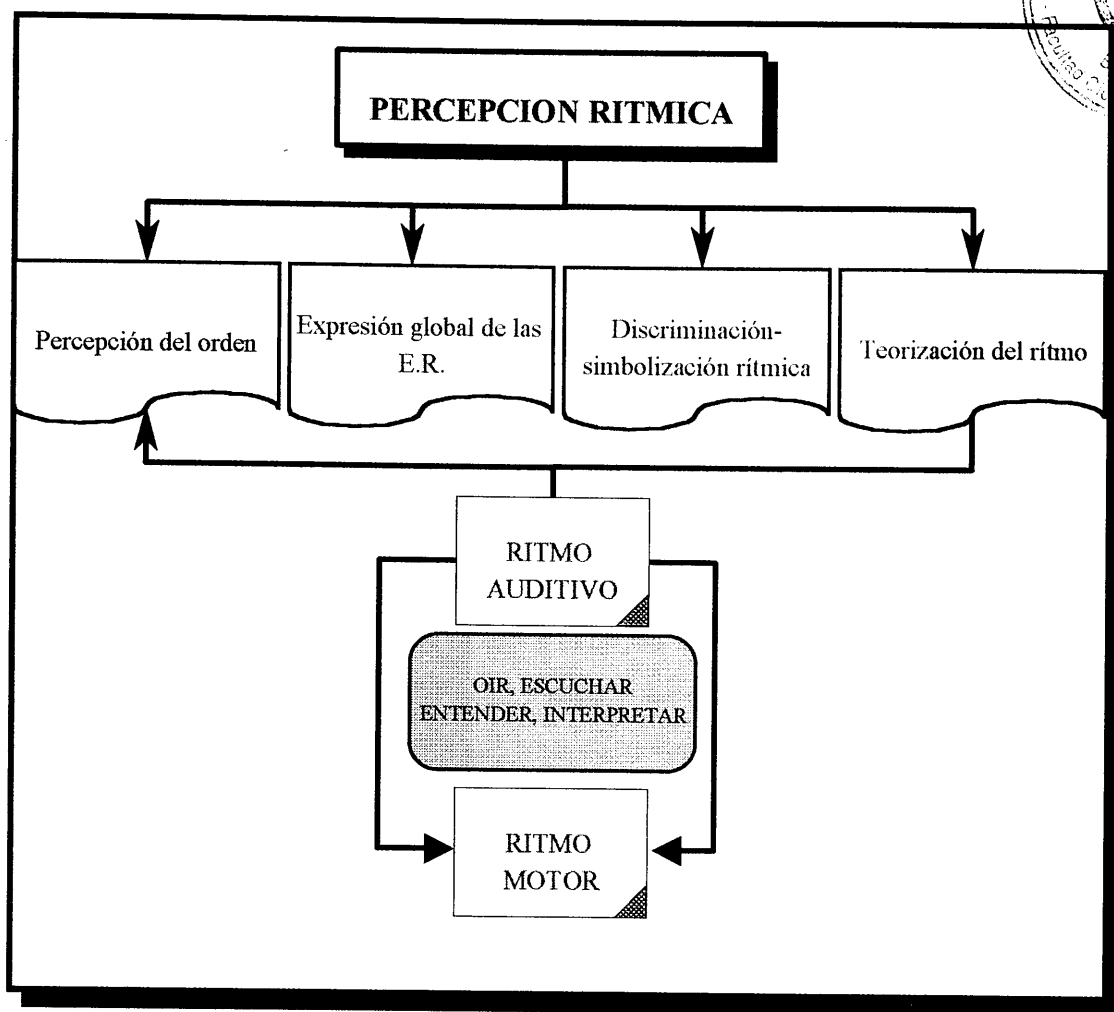 Facultad
PERCEPCION RITMICA
Percepción del orden
Expresión global de las
E.R.
Discriminación-
simbolización rítmica
Teorización del rítmo
RITMO
AUDITIVO
OIR, ESCUCHAR
ENTENDER, INTERPRETAR
RITMO
MOTOR